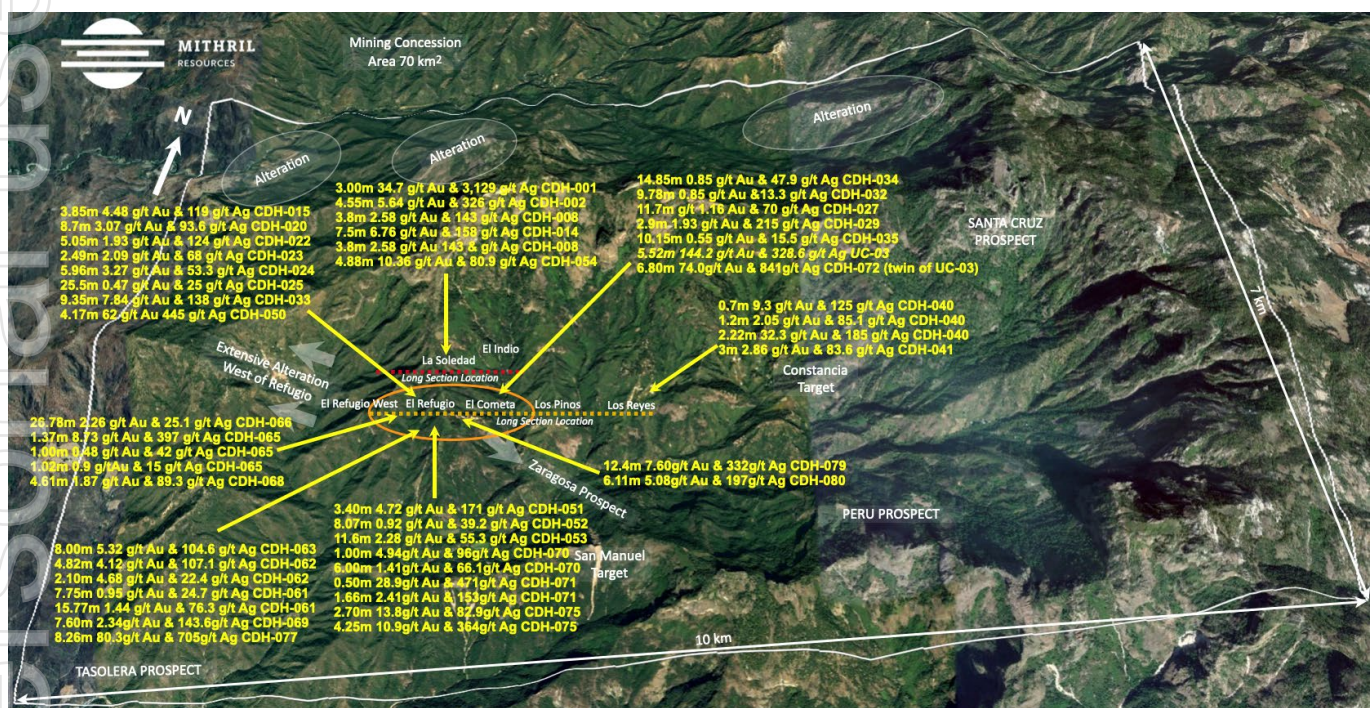 MITHRIL
RESOURCES
Mining Concession
Area 70 km²
N
Alteration
Alteration
Alteration
3.85m 4.48 g/t Au & 119 g/t Ag CDH-015
8.7m 3.07 g/t Au & 93.6 g/t Ag CDH-020
5.05m 1.93 g/t Au & 124 g/t Ag CDH-022
2.49m 2.09 g/t Au & 68 g/t Ag CDH-023
5.96m 3.27 g/t Au & 53.3 g/t Ag CDH-024
25.5m 0.47 g/t Au & 25 g/t Ag CDH-025
9.35m 7.84 g/t Au & 138 g/t Ag CDH-033
4.17m 62 g/t Au 445 g/t Ag CDH-050
3.00m 34.7 g/t Au & 3,129 g/t Ag CDH-001
4.55m 5.64 g/t Au & 326 g/t Ag CDH-002
3.8m 2.58 g/t Au & 143 g/t Ag CDH-008
7.5m 6.76 g/t Au & 158 g/t Ag CDH-014
3.8m 2.58 g/t Au 143 & g/t Ag CDH-008
4.88m 10.36 g/t Au & 80.9 g/t Ag CDH-054
14.85m 0.85 g/t Au & 47.9 g/t Ag CDH-034
9.78m 0.85 g/t Au &13.3 g/t Ag CDH-032
11.7m g/t 1.16 Au & 70 g/t Ag CDH-027
2.9m 1.93 g/t Au & 215 g/t Ag CDH-029
10.15m 0.55 g/t Au & 15.5 g/t Ag CDH-035
5.52m 144.2 g/t Au & 328.6 g/t Ag UC-03
6.80m 74.0g/t Au & 841g/t Ag CDH-072 (twin of UC-03)
SANTA CRUZ
PROSPECT
7 km
0.7m 9.3 g/t Au & 125 g/t Ag CDH-040
1.2m 2.05 g/t Au & 85.1 g/t Ag CDH-040
2.22m 32.3 g/t Au & 185 g/t Ag CDH-040
3m 2.86 g/t Au & 83.6 g/t Ag CDH-041
Extensive Alteration
West of Refugio
El Indio
La Soledad
Long Section Location
Constancia
Target
El Refugio West
El Refugio
El Cometa
Los Pinos
Los Reyes
Long Section Location
26.78m 2.26 g/t Au & 25.1 g/t Ag CDH-066
1.37m 8.73 g/t Au & 397 g/t Ag CDH-065
1.00m 0.48 g/t Au & 42 g/t Ag CDH-065
1.02m 0.9 g/tAu & 15 g/t Ag CDH-065
4.61m 1.87 g/t Au & 89.3 g/t Ag CDH-068
Zaragosa Prospect
12.4m 7.60g/t Au & 332g/t Ag CDH-079
6.11m 5.08g/t Au & 197g/t Ag CDH-080
3.40m 4.72 g/t Au & 171 g/t Ag CDH-051
8.07m 0.92 g/t Au & 39.2 g/t Ag CDH-052
11.6m 2.28 g/t Au & 55.3 g/t Ag CDH-053
1.00m 4.94g/t Au & 96g/t Ag CDH-070
6.00m 1.41g/t Au & 66.1g/t Ag CDH-070
0.50m 28.9g/t Au & 471g/t Ag CDH-071
1.66m 2.41g/t Au & 153g/t Ag CDH-071
2.70m 13.8g/t Au & 82.9g/t Ag CDH-075
4.25m 10.9g/t Au & 364g/t Ag CDH-075
San Manuel
Target
PERU PROSPECT
8.00m 5.32 g/t Au & 104.6 g/t Ag CDH-063
4.82m 4.12 g/t Au & 107.1 g/t Ag CDH-062
2.10m 4.68 g/t Au & 22.4 g/t Ag CDH-062
7.75m 0.95 g/t Au & 24.7 g/t Ag CDH-061
15.77m 1.44 g/t Au & 76.3 g/t Ag CDH-061
7.60m 2.34g/t Au & 143.6g/t Ag CDH-069
8.26m 80.3g/t Au & 705g/t Ag CDH-077
10 km
TASOLERA PROSPECT